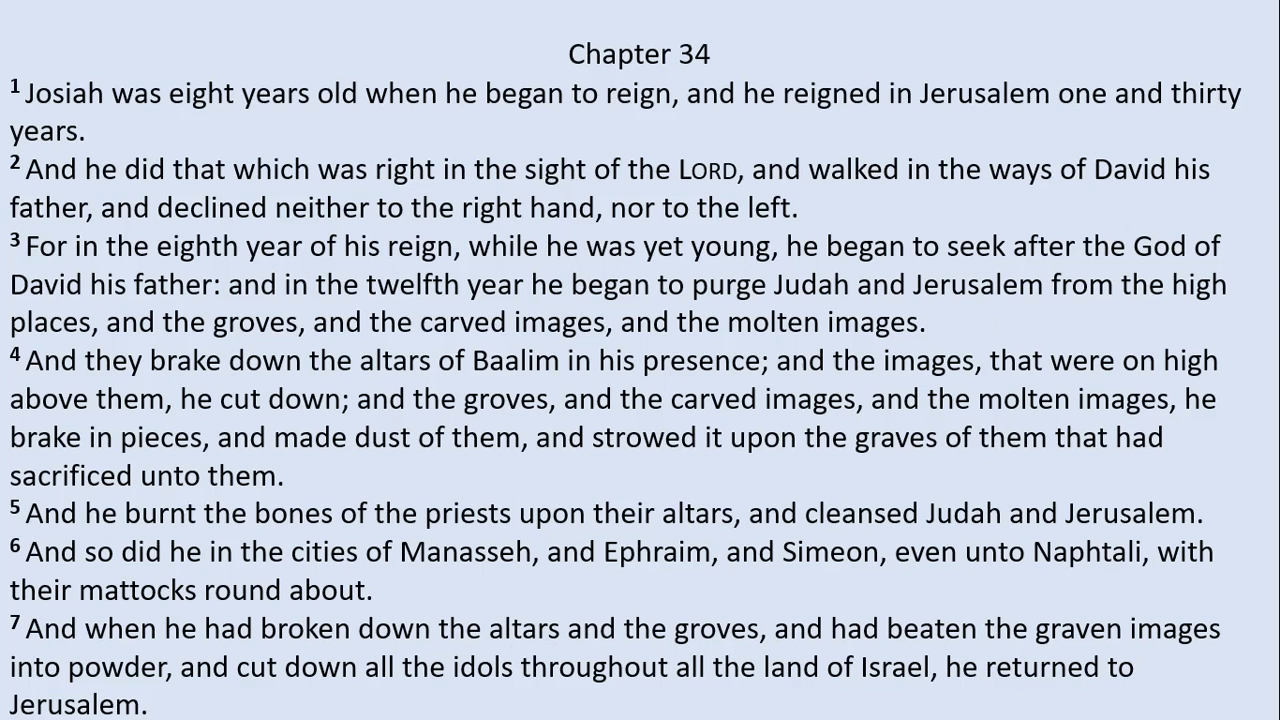 Chapter 34
1 Josiah was eight years old when he began to reign, and he reigned in Jerusalem one and thirty
years.
2 And he did that which was right in the sight of the LORD, and walked in the ways of David his
father, and declined neither to the right hand, nor to the left.
3 For in the eighth year of his reign, while he was yet young, he began to seek after the God of
David his father: and in the twelfth year he began to purge Judah and Jerusalem from the high
places, and the groves, and the carved images, and the molten images.
4 And they brake down the altars of Baalim in his presence; and the images, that were on high
above them, he cut down; and the groves, and the carved images, and the molten images, he
brake in pieces, and made dust of them, and strowed it upon the graves of them that had
sacrificed unto them.
5 And he burnt the bones of the priests upon their altars, and cleansed Judah and Jerusalem.
6 And so did he in the cities of Manasseh, and Ephraim, and Simeon, even unto Naphtali, with
their mattocks round about.
7 And when he had broken down the altars and the groves, and had beaten the graven images
into powder, and cut down all the idols throughout all the land of Israel, he returned to
Jerusalem.